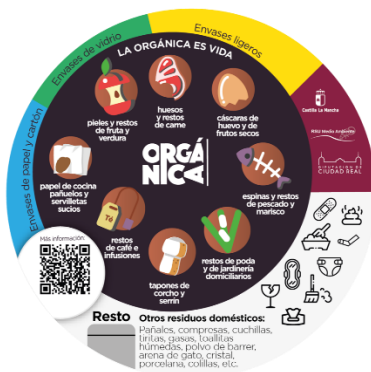 Envases de vidrio
LA ORGÁNICA ES VIDA
Envases ligeros
Envases de papel y cartón
pieles y restos
de fruta y
verdura
huesos
y restos
de carne
cáscaras de
huevo y de
frutos secos
Castilla-La Mancha
RSU Medio Ambiente
DIPUTACIÓN DE
CIUDAD REAL
ORGÁ
NICA
papel de cocina
pañuelos y
servilletas
sucios
espinas y restos
de pescado y
marisco
Té
restos
de café e
infusiones
restos de poda
y de jardinería
domiciliarios
tapones de
corcho y
serrín
Más información:
Resto
Otros residuos domésticos:
Pañales, compresas, cuchillas,
tiritas, gasas, toallitas
húmedas, polvo de barrer,
arena de gato, cristal,
porcelana, colillas, etc.